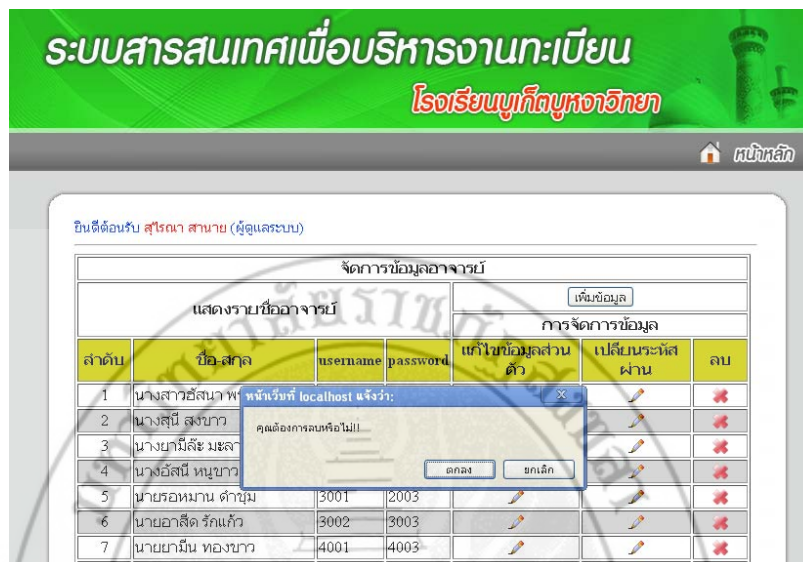 ระบบสารสนเทศเพื่อบริหารงานทะเบียน
โรงเรียนบูเก็ตบูหงาวิทยา
หน้าหลัก
ยินดีต้อนรับ สุไรณา สานาย (ผู้ดูแลระบบ)
จัดการข้อมูลอาจารย์
แสดงรายชื่ออาจารย์
เพิ่มข้อมูล
การจัดการข้อมูล
ลำดับ ชื่อ-สกุล username password แก้ไขข้อมูลส่วนตัว เปลี่ยนรหัสผ่าน ลบ
1 นางสาวฮัสนา
2 นางสุนี สงขาว
3 นางยามีล๊ะ มะลา
4 นางอัสนี หนูขาว
หน้าเว็บที่ localhost แจ้งว่า:
คุณต้องการลบหรือไม่!!
ตกลง ยกเลิก
5 นายรอหมาน ดำชุม 3001 2003
6 นายอาสีด รักแก้ว 3002 3003
7 นายยามีน ทองขาว 4001 4003